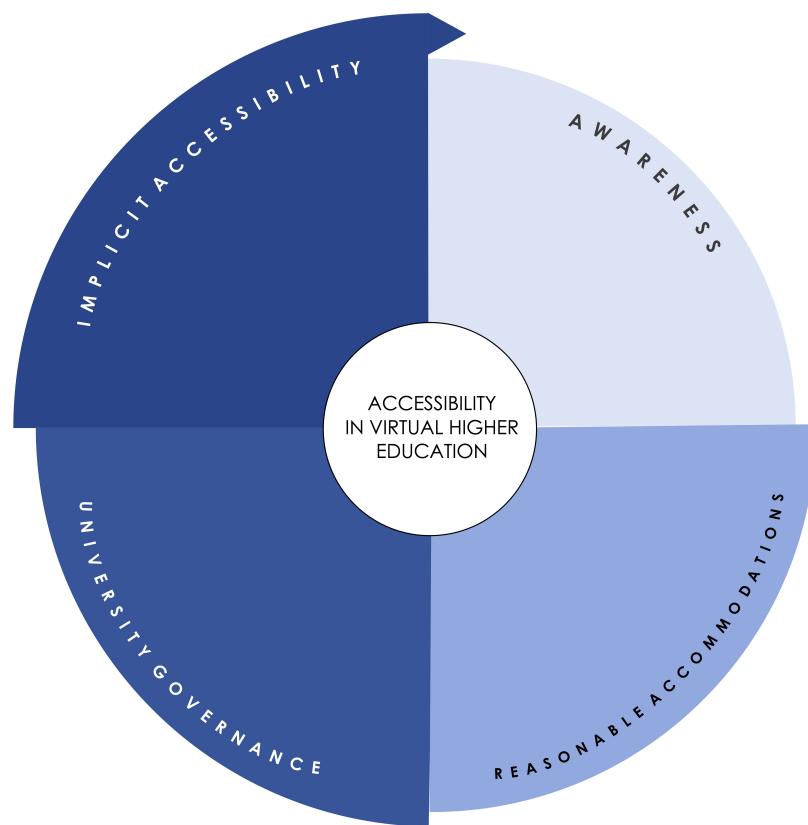 IMPLICIT ACCESSIBILITY
AWARENESS
ACCESSIBILITY
IN VIRTUAL HIGHER
EDUCATION
UNIVERSITY GOVERNANCE
REASONABLE ACCOMMODATIONS